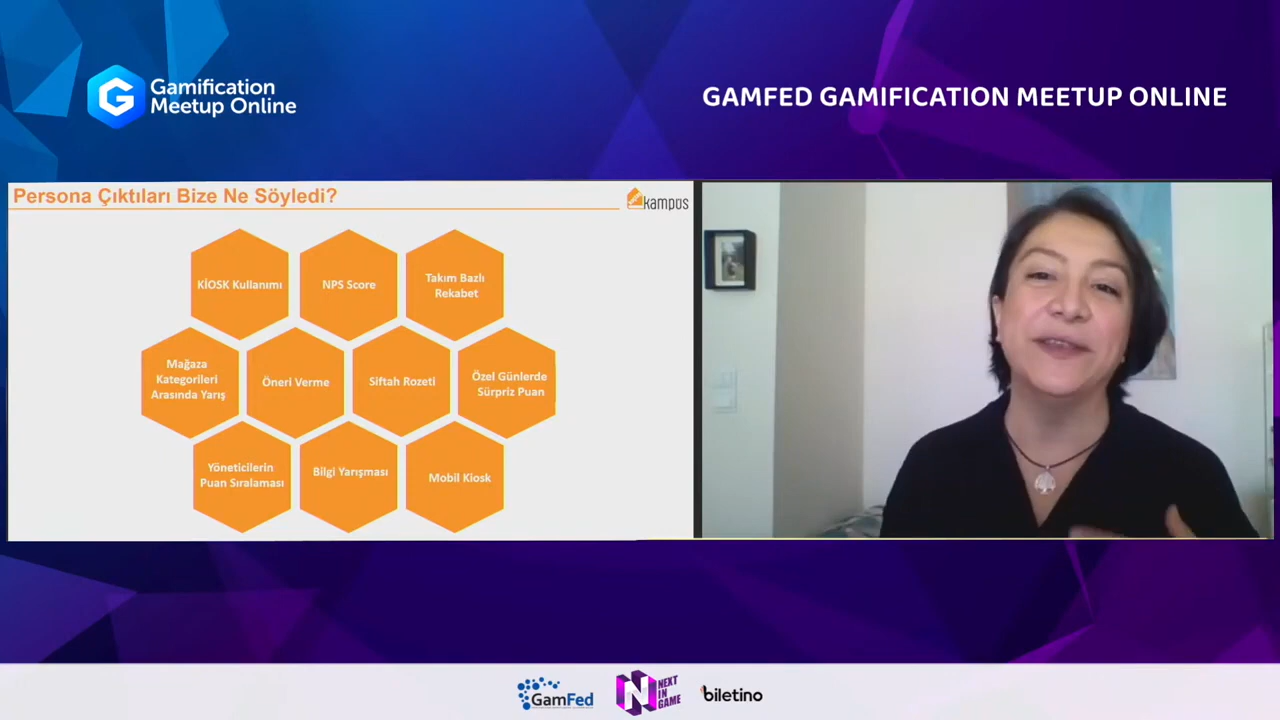 Gamification
Meetup Online
GAMFED GAMIFICATION MEETUP ONLINE
Persona Çıktıları Bize Ne Söyledi?
kampüs
KİOSK Kullanımı
NPS Score
Takım Bazlı
Rekabet
Mağaza
Kategorileri
Arasında Yarış
Öneri Verme
Siftah Rozeti
Özel Günlerde
Sürpriz Puan
Yöneticilerin
Puan Sıralaması
Bilgi Yarışması
Mobil Kiosk
GamFed
NEXT
IN
GAME
biletino